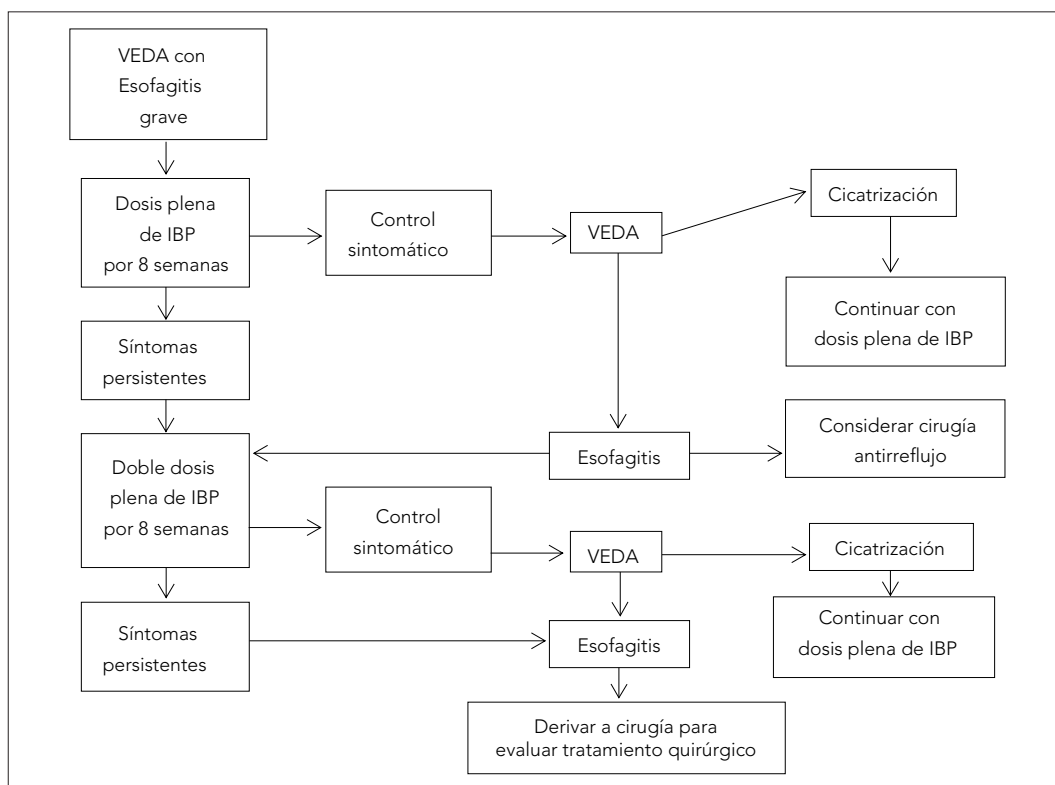 VEDA con
Esofagitis
grave
Dosis plena
de IBP
por 8 semanas
Control
sintomático
VEDA
Cicatrización
Continuar con
dosis plena de IBP
Síntomas
persistentes
Esofagitis
Considerar cirugía
antirreflujo
Doble dosis
plena de IBP
por 8 semanas
Control
sintomático
VEDA
Cicatrización
Continuar con
dosis plena de IBP
Síntomas
persistentes
Esofagitis
Derivar a cirugía para
evaluar tratamiento quirúrgico